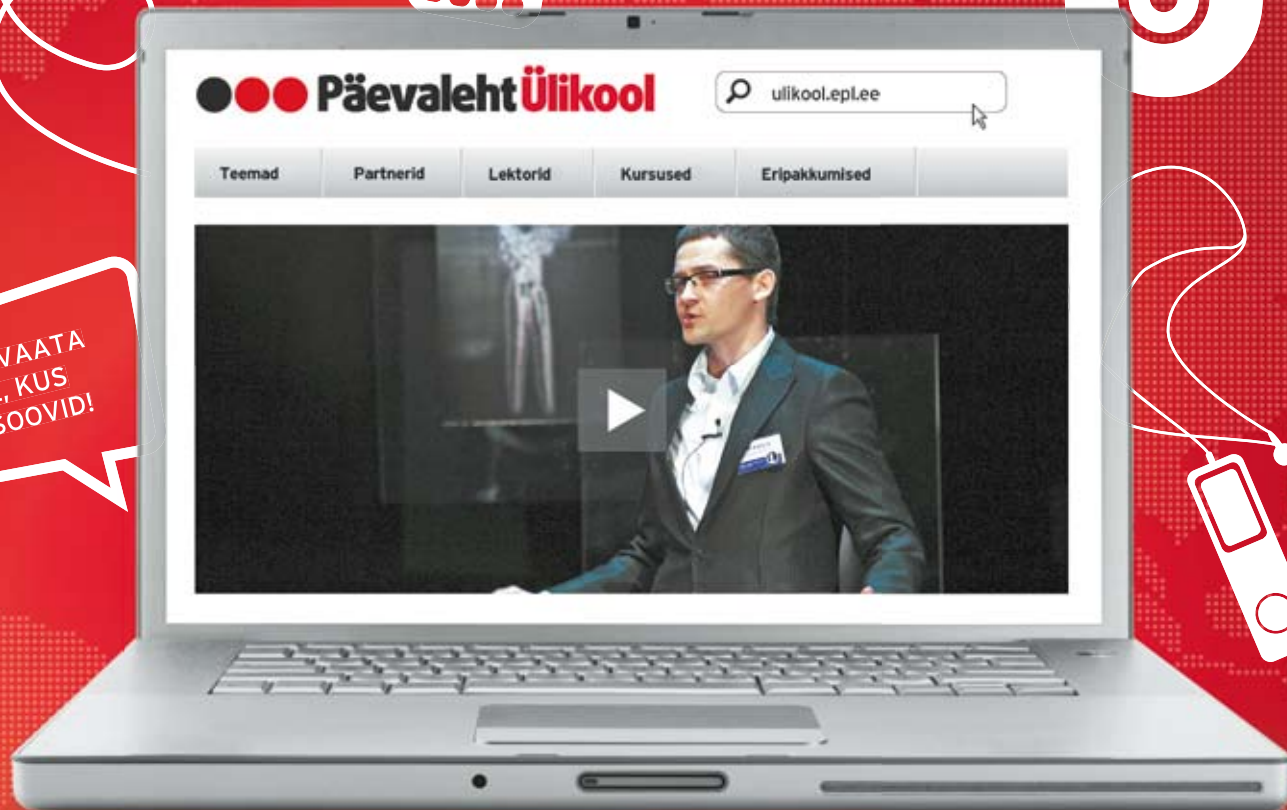 Päevaleht Ülikool
ulikool.epl.ee
Teemad Partnerid Lektorid Kursused Eripakkumised
VAATA
KUS
SOOVID!